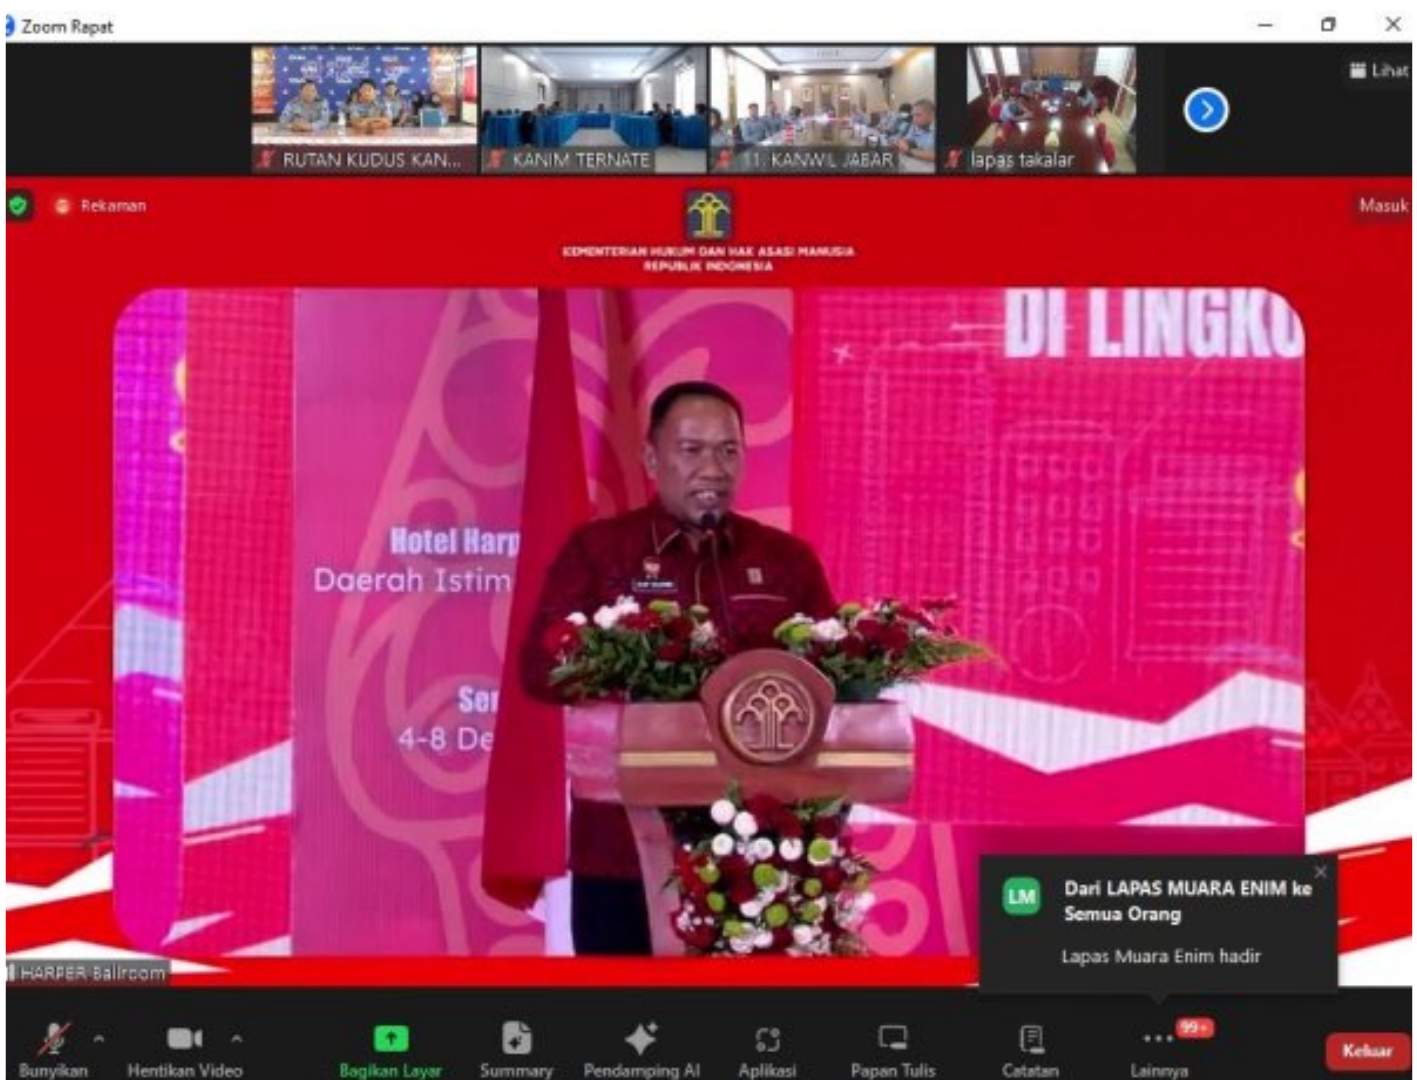 Zoom Rapat
Lihat
RUTAN KUDUS KAN...
KANIM TERNATE
11. KANWIL JABAR
lapas takalar
Rekaman
Masuk
KEMENTERIAN HUKUM DAN HAK ASASI MANUSIA
REPUBLIK INDONESIA
DI LINGKU
Hotel Harp
Daerah Istim
Sen
4-8 De
LM
Dari LAPAS MUARA ENIM ke
Semua Orang
Lapas Muara Enim hadir
HARPER Ballroom
99+
Bunyikan
Hentikan Video
Bagikan Layar
Summary
Pendamping AI
Aplikasi
Papan Tulis
Catatan
Lainnya
Keluar